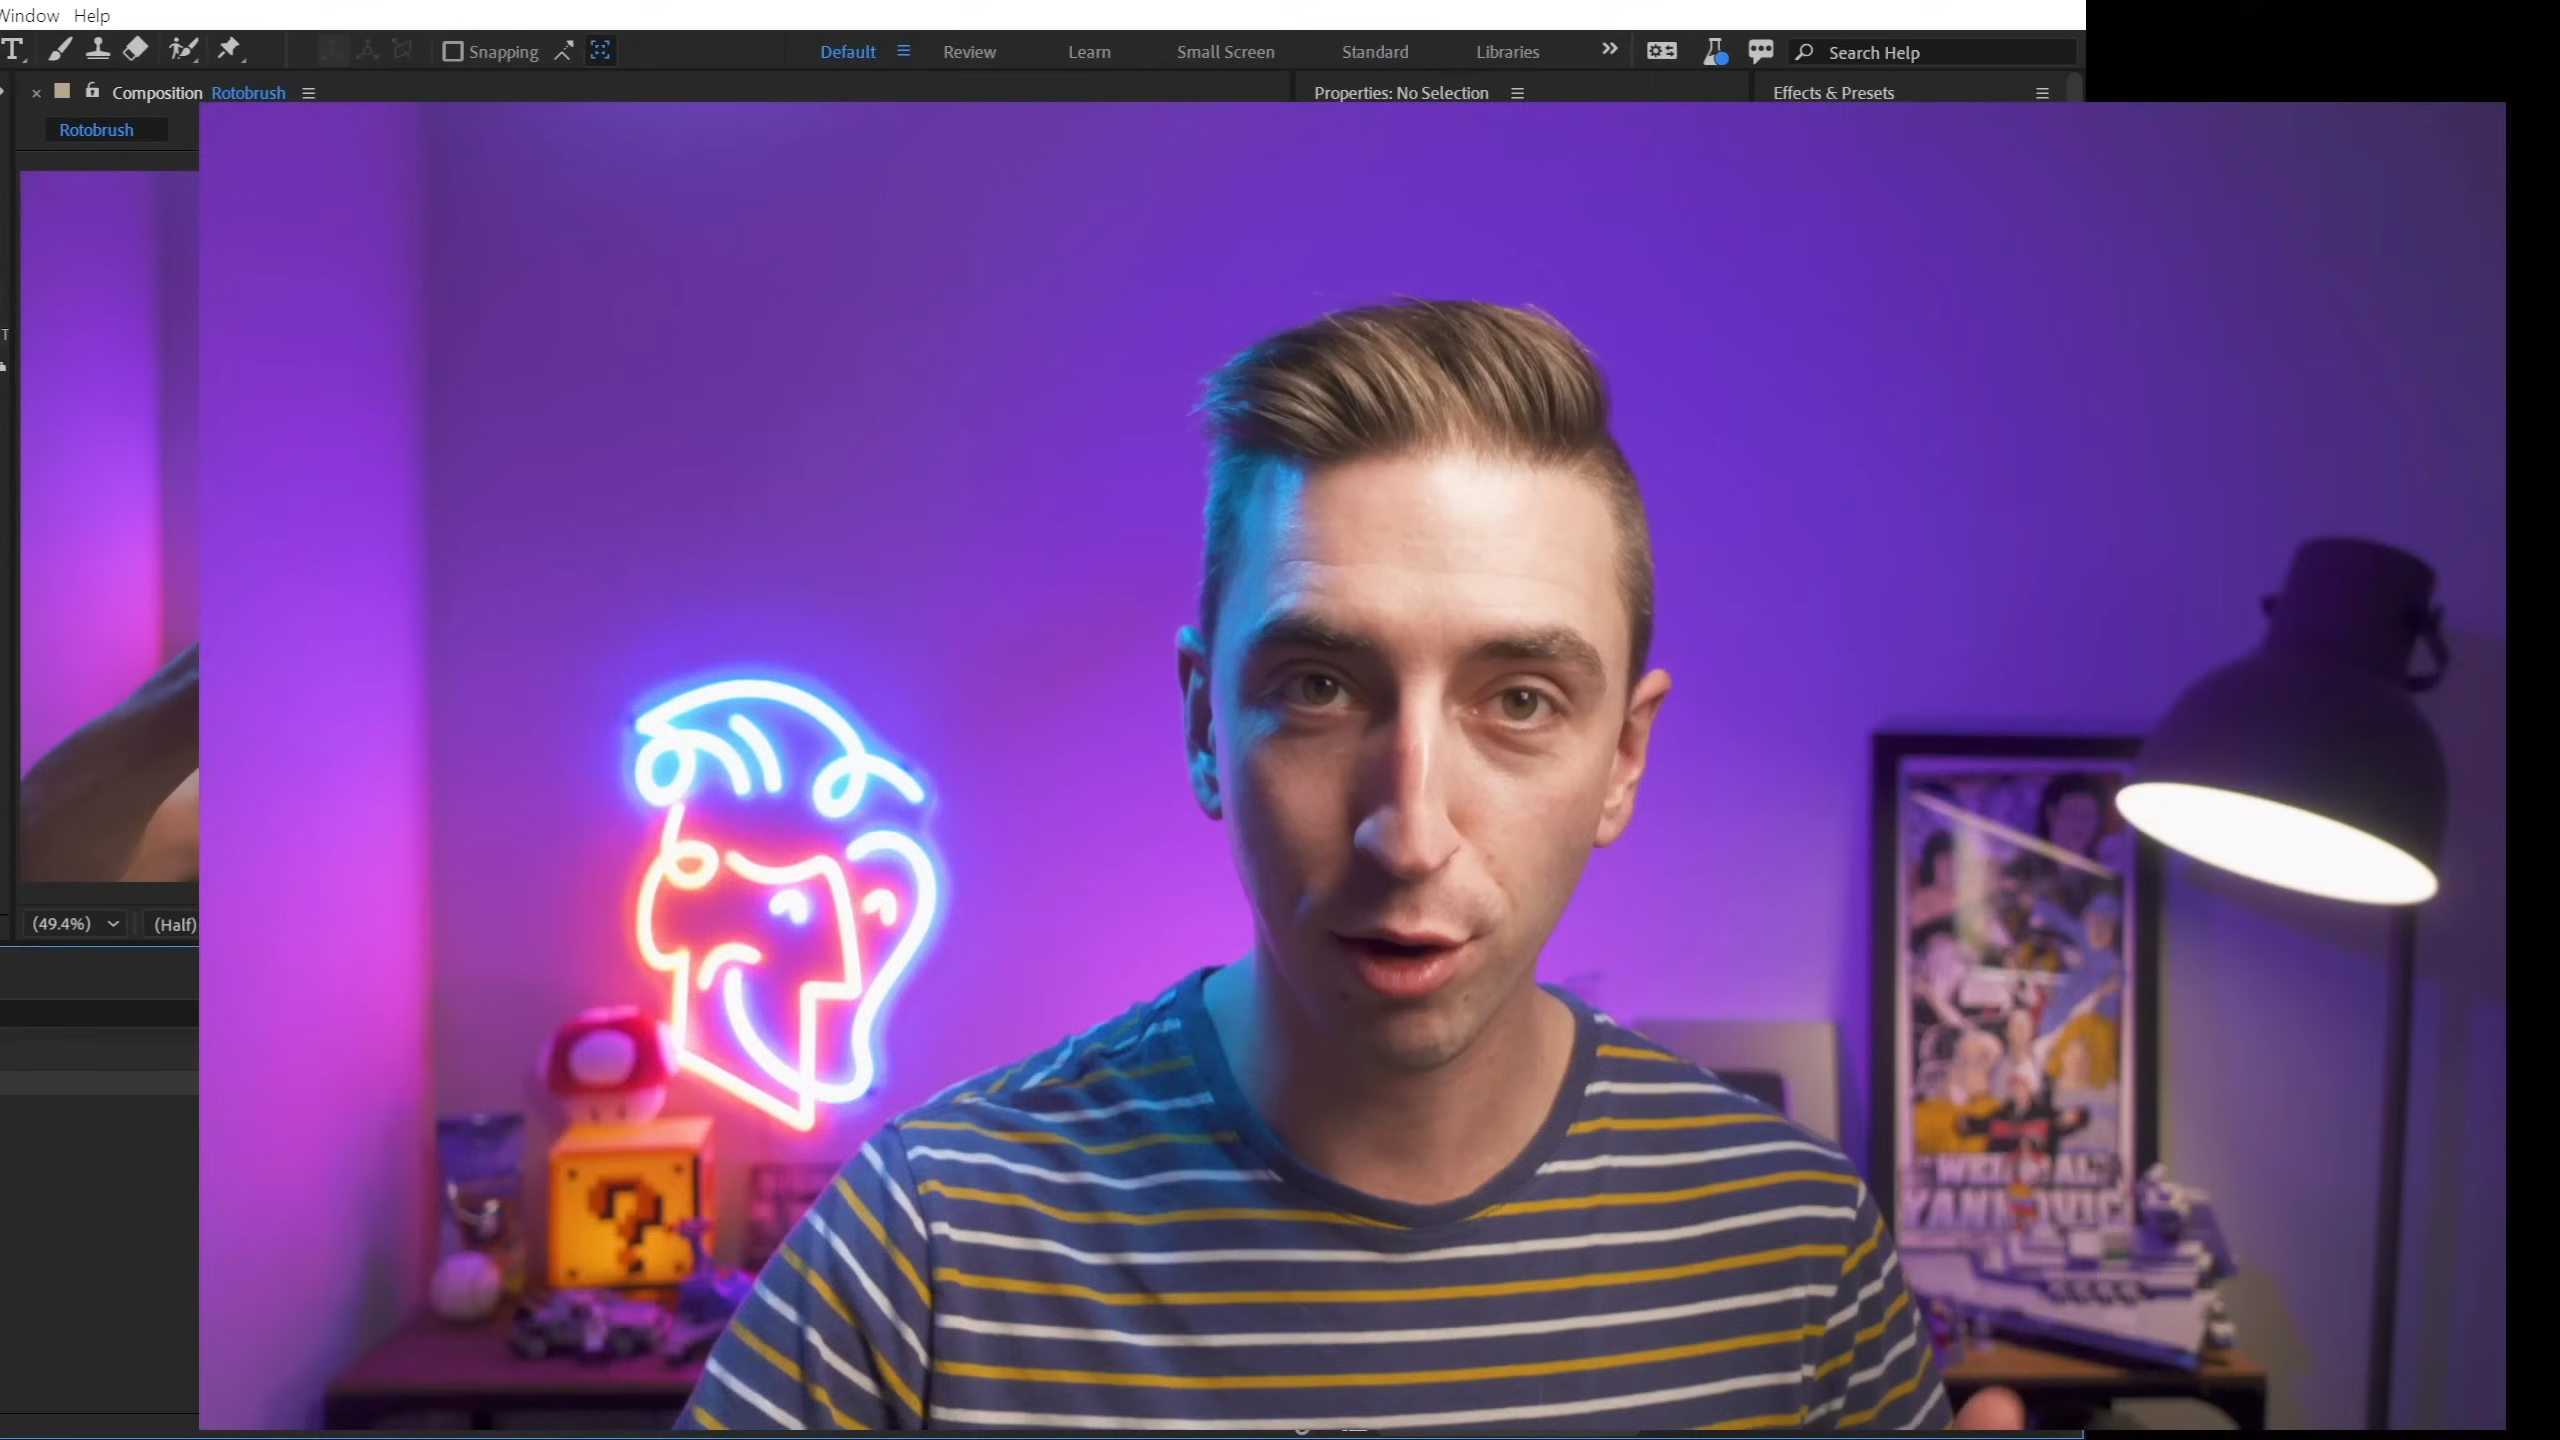 Window Help
T Snapping Default Review Learn Small Screen Standard Libraries Search Help
Composition Rotobrush Properties: No Selection Effects & Presets
Rotobrush
(49.4%) (Half)
?
YANKOVIC